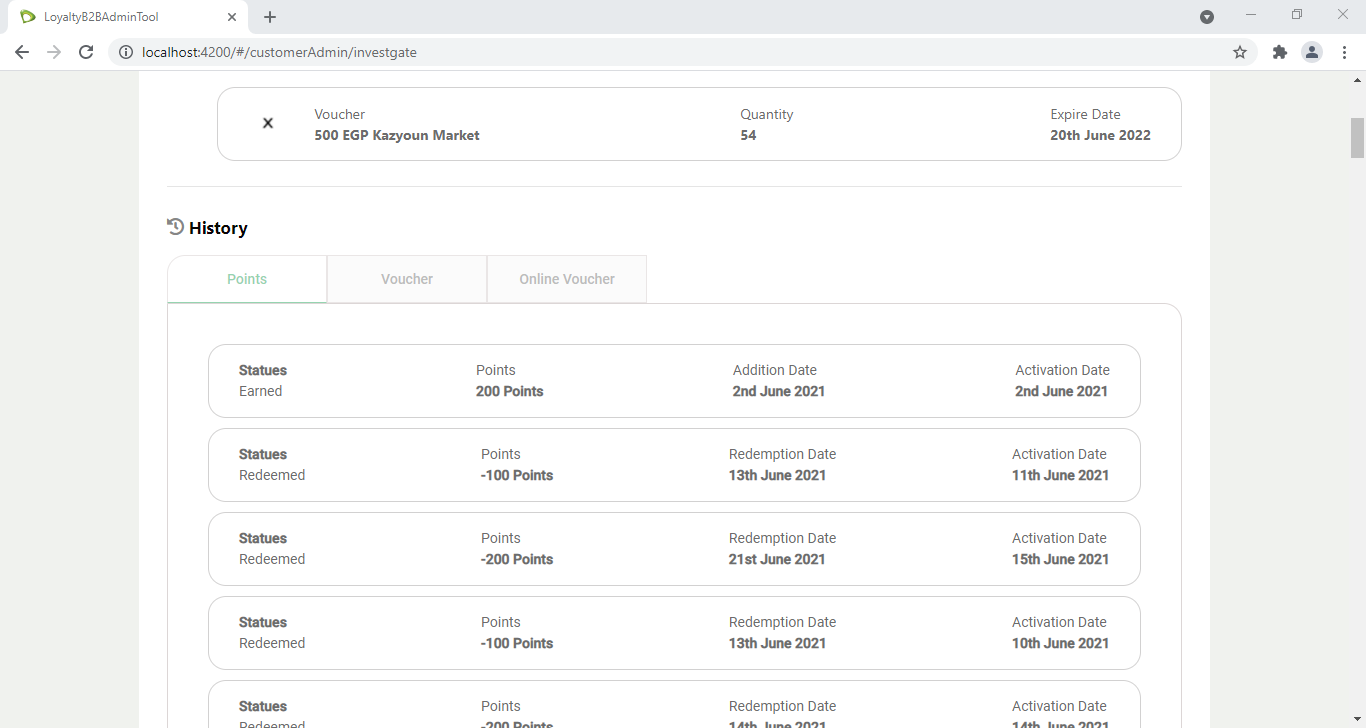 LoyaltyB2BAdminTool
localhost:4200/#/customerAdmin/investgate
Voucher Quantity Expire Date
500 EGP Kazyoun Market 54 20th June 2022
History
Points Voucher Online Voucher
Statues Points Addition Date Activation Date
Earned 200 Points 2nd June 2021 2nd June 2021
Statues Points Redemption Date Activation Date
Redeemed -100 Points 13th June 2021 11th June 2021
Statues Points Redemption Date Activation Date
Redeemed -200 Points 21st June 2021 15th June 2021
Statues Points Redemption Date Activation Date
Redeemed -100 Points 13th June 2021 10th June 2021
Statues Points Redemption Date Activation Date
Redeemed -200 Points 14th June 2021 14th June 2021